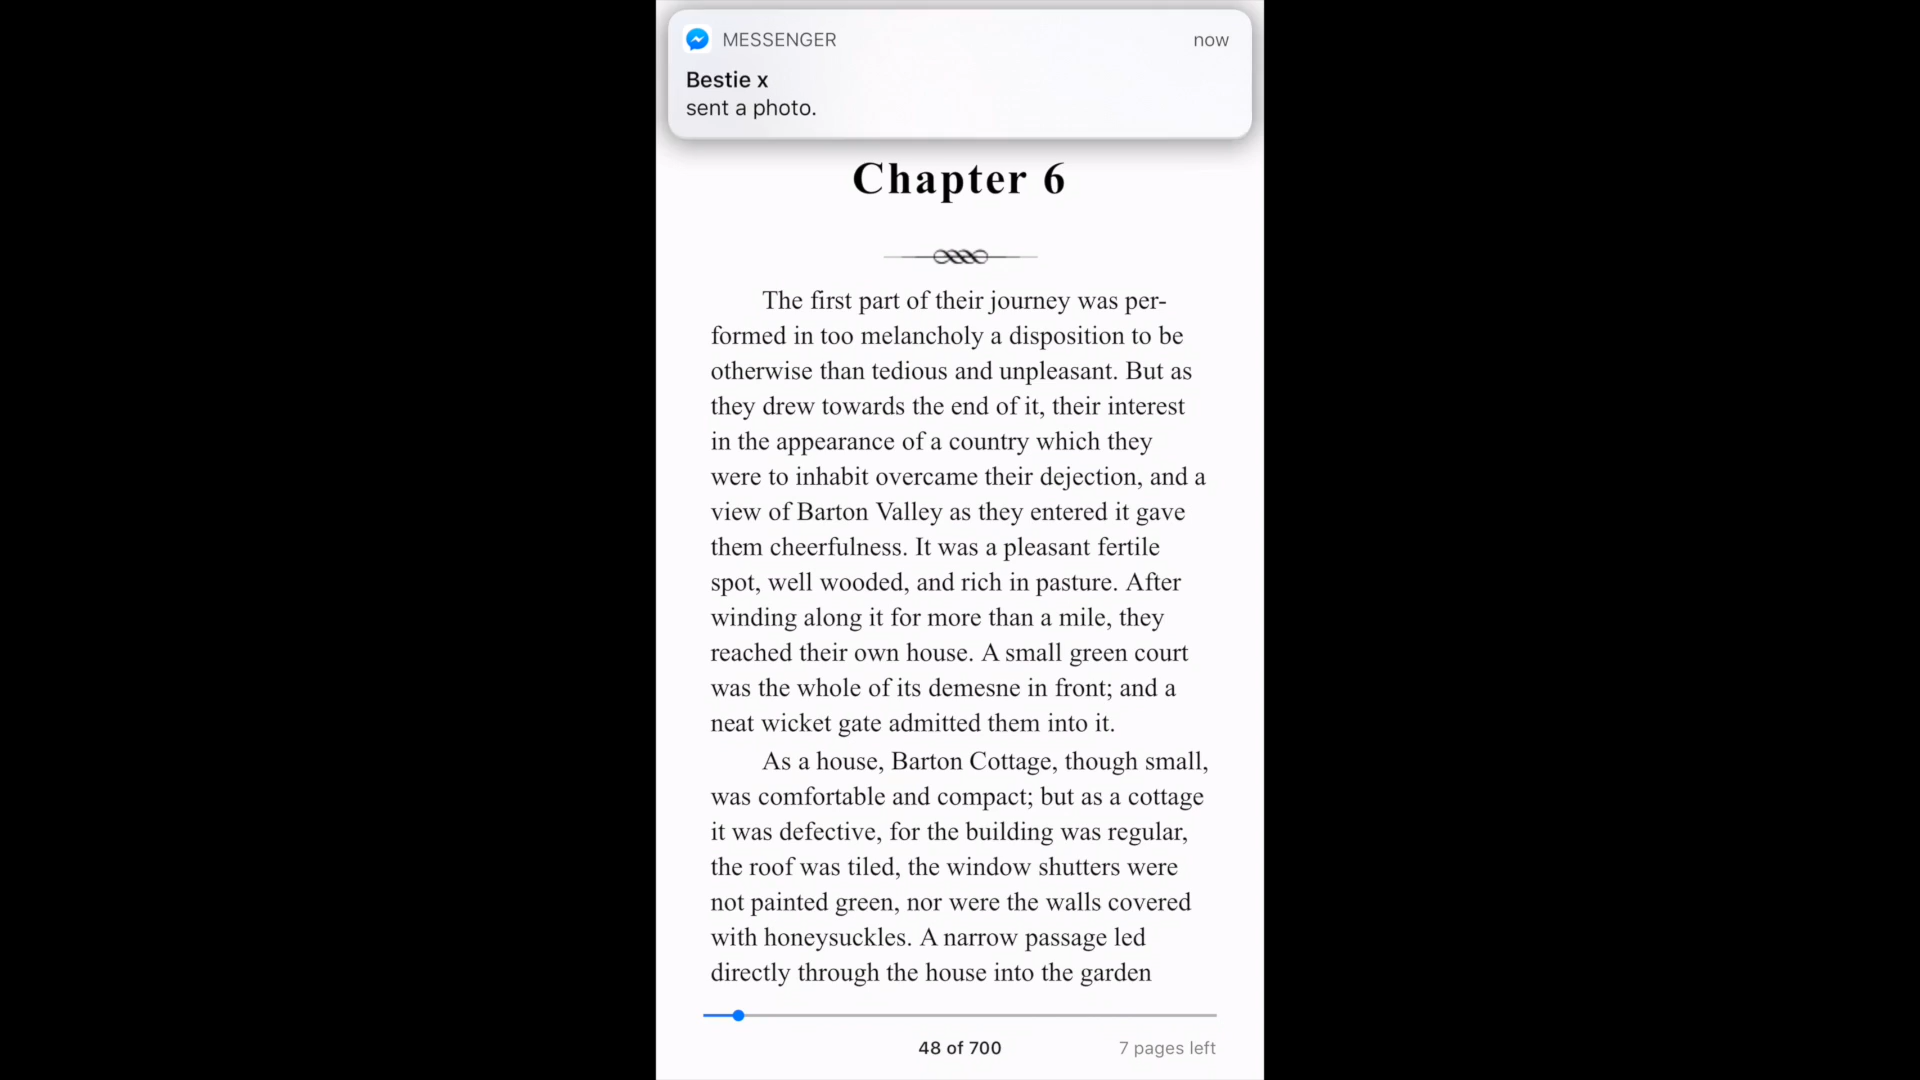 MESSENGER now
Bestie x
sent a photo.
Chapter 6
The first part of their journey was per-
formed in too melancholy a disposition to be
otherwise than tedious and unpleasant. But as
they drew towards the end of it, their interest
in the appearance of a country which they
were to inhabit overcame their dejection, and a
view of Barton Valley as they entered it gave
them cheerfulness. It was a pleasant fertile
spot, well wooded, and rich in pasture. After
winding along it for more than a mile, they
reached their own house. A small green court
was the whole of its demesne in front; and a
neat wicket gate admitted them into it.
As a house, Barton Cottage, though small,
was comfortable and compact; but as a cottage
it was defective, for the building was regular,
the roof was tiled, the window shutters were
not painted green, nor were the walls covered
with honeysuckles. A narrow passage led
directly through the house into the garden
48 of 700 7 pages left